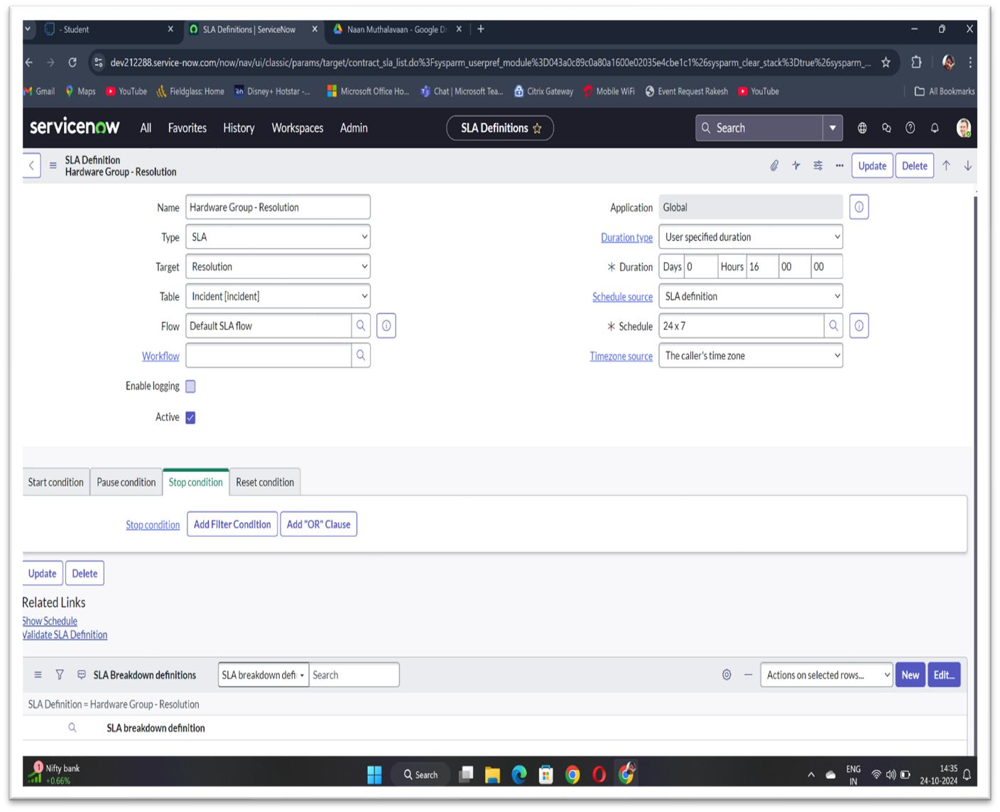 - Student
SLA Definitions | ServiceNow
Naan Muthalavaan - Google Dr
dev212288.service-now.com/now/nav/ui/classic/params/target/contract_sla_list.do%3Fsysparm_userpref_module%3D043a0c89c0a80a1600e02035e4cbe1c1%26sysparm_clear_stack%3Dtrue%26sysparm_...
Gmail Maps YouTube Fieldglass: Home Disney+ Hotstar -... Microsoft Office Ho... Chat | Microsoft Tea... Citrix Gateway Mobile WiFi Event Request Rakesh YouTube All Bookmarks
servicenow All Favorites History Workspaces Admin SLA Definitions Search
SLA Definition
Hardware Group - Resolution
Update Delete
Name Hardware Group - Resolution Application Global
Type SLA Duration type User specified duration
Target Resolution Duration Days 0 Hours 16 00 00
Table Incident [incident] Schedule source SLA definition
Flow Default SLA flow Schedule 24 x 7
Workflow Timezone source The caller's time zone
Enable logging
Active
Start condition Pause condition Stop condition Reset condition
Stop condition Add Filter Condition Add "OR" Clause
Update Delete
Related Links
Show Schedule
Validate SLA Definition
SLA Breakdown definitions SLA breakdown defi Search Actions on selected rows... New Edit...
SLA Definition = Hardware Group - Resolution
SLA breakdown definition
1 Nifty bank
+0.66%
Search
ENG
IN
14:35
24-10-2024